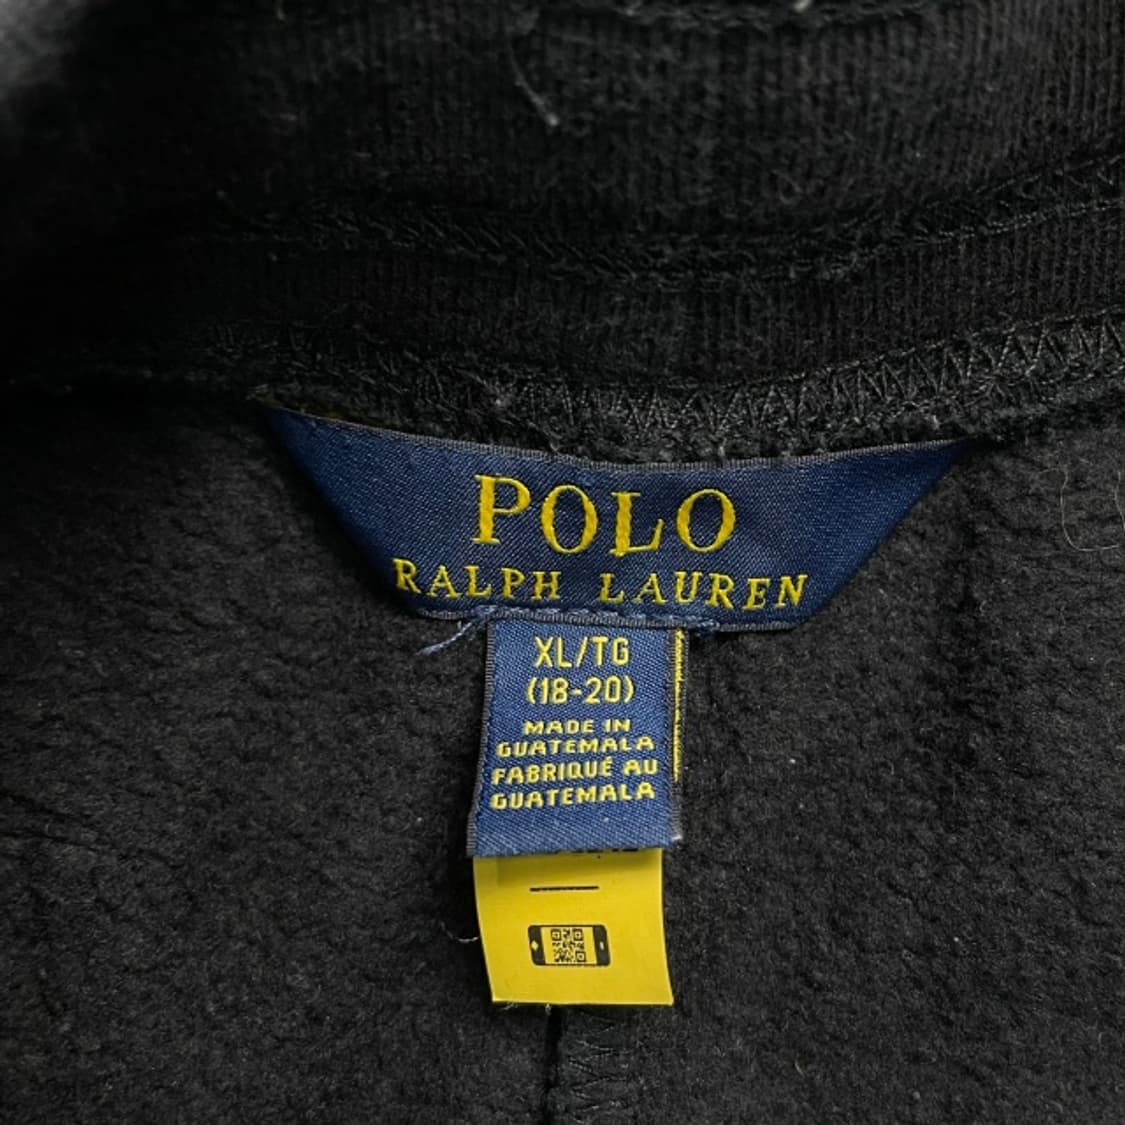 POLO
RALPH LAUREN
XL/TG
(18-20)
MADE IN
GUATEMALA
FABRIQUÉ AU
GUATEMALA